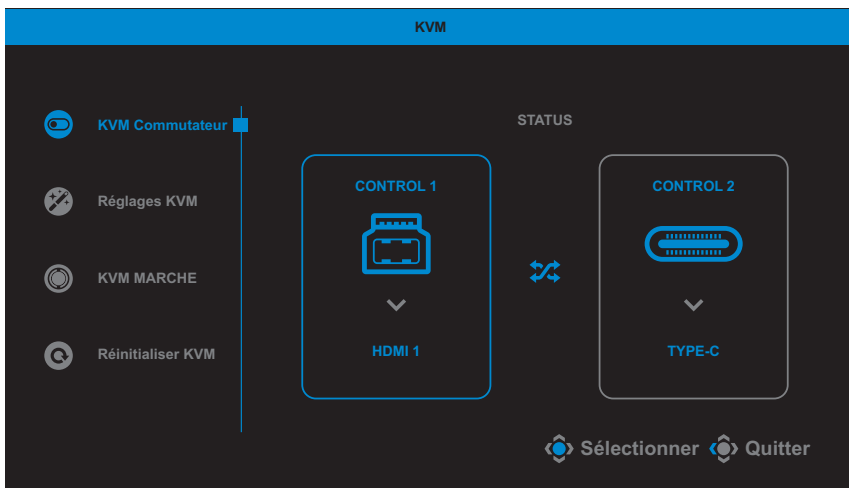 KVM
KVM Commutateur
Réglages KVM
KVM MARCHE
Réinitialiser KVM
STATUS
CONTROL 1
HDMI 1
CONTROL 2
TYPE-C
Sélectionner Quitter